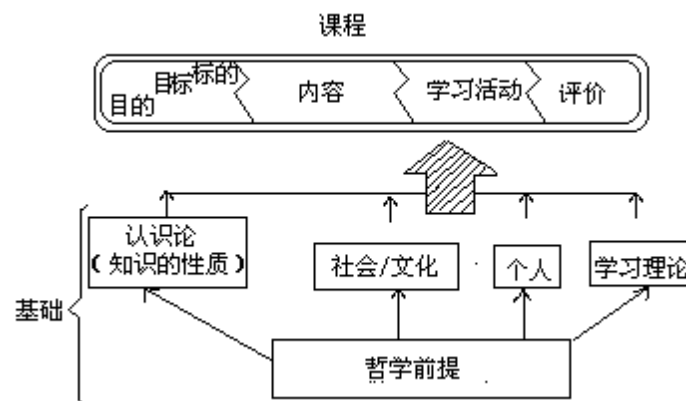 课程
目的 目标 标的 内容 学习活动 评价
认识论
(知识的性质)
社会/文化
个人
学习理论
基础
哲学前提